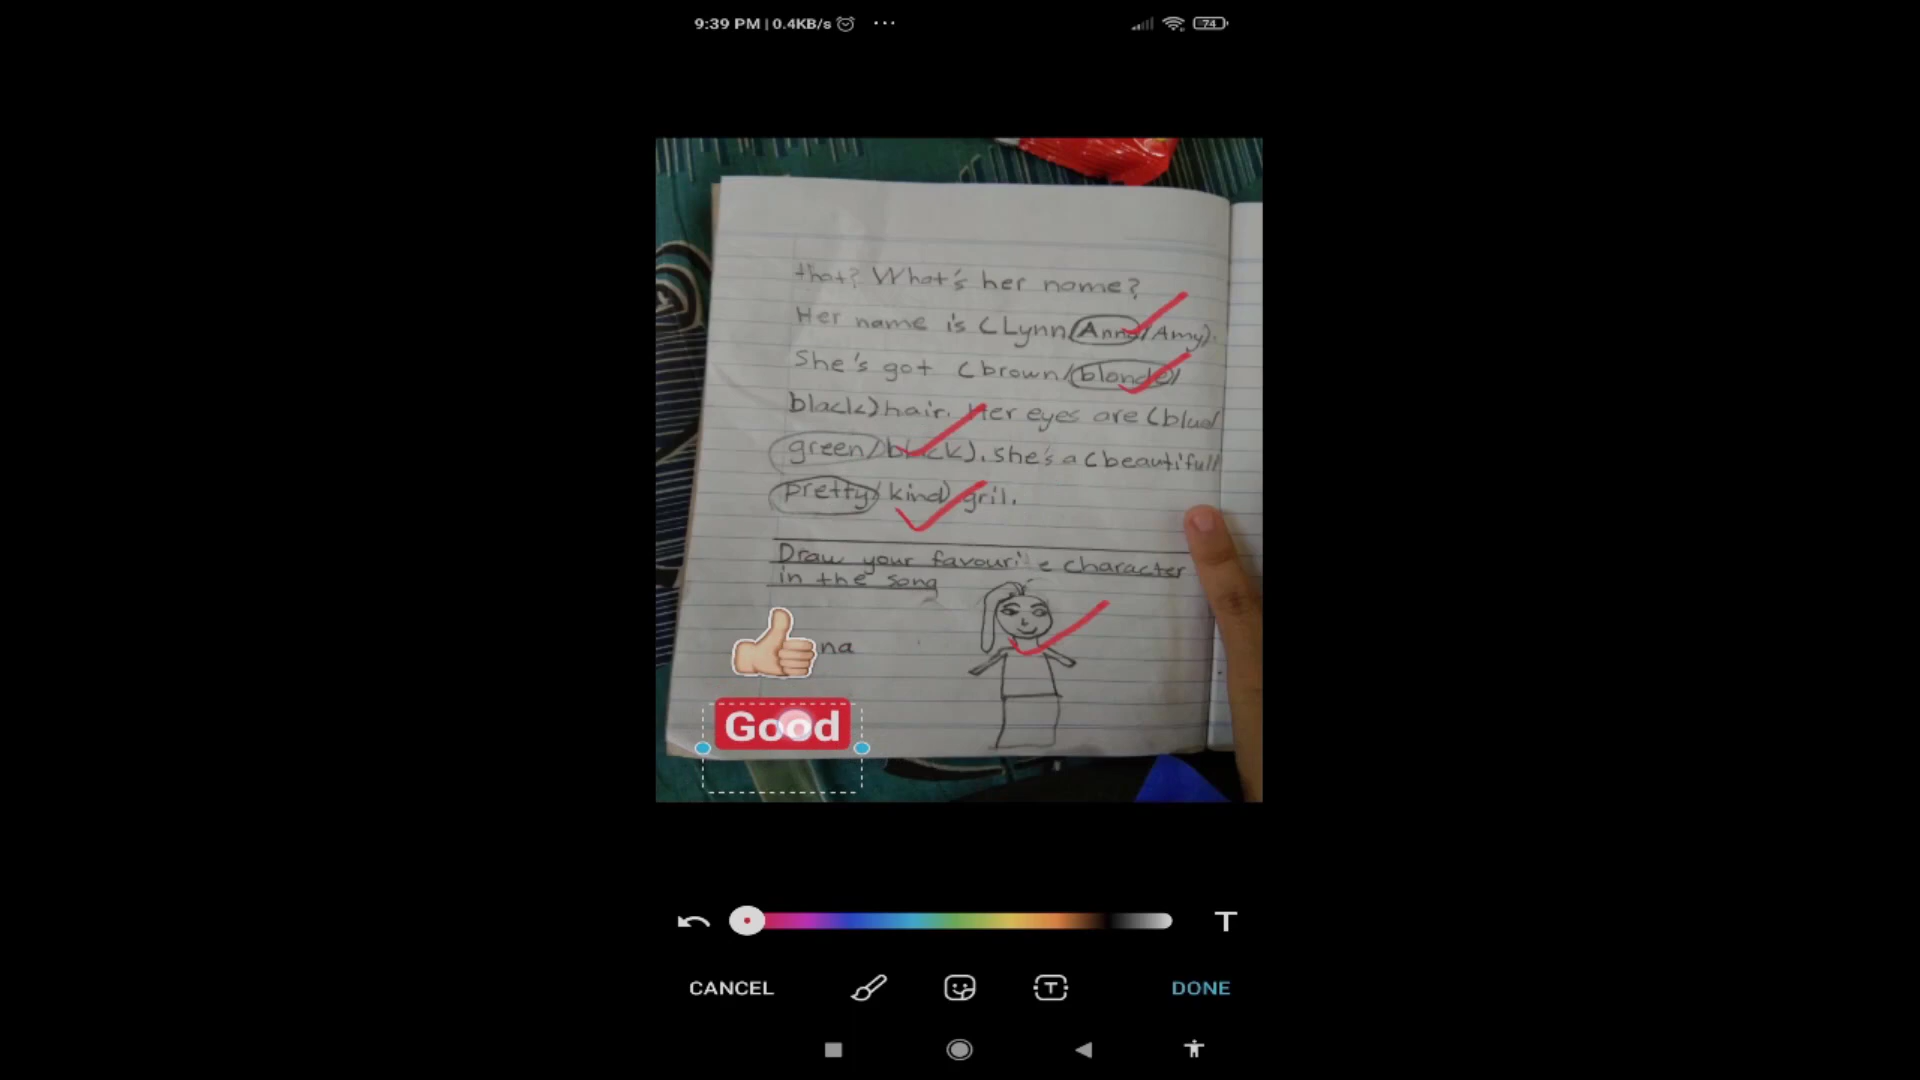 9:39 PM | 0.4KB/s ...
74
that? What's her name?
Her name is (Lynn/Anna/Amy).
She's got (brown/blonde/
black) hair. Her eyes are (blue/
green/black). She's a (beautifull/
pretty/kind) gril.
Draw your favourite character
in the song
na
Good
T
CANCEL
T
DONE